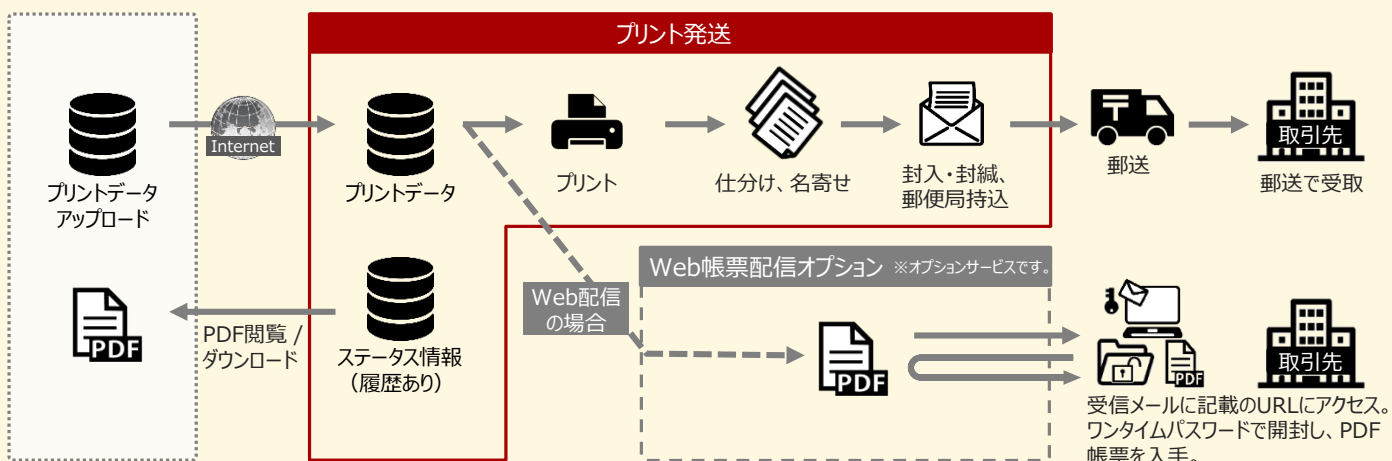 プリント発送
Internet
プリントデータ
アップロード
プリントデータ
プリント
仕分け、名寄せ
封入・封緘、
郵便局持込
郵送
取引先
郵送で受取
Web帳票配信オプション ※オプションサービスです。
Web配信
の場合
PDF
PDF閲覧 /
ダウンロード
ステータス情報
（履歴あり）
PDF
PDF
取引先
受信メールに記載のURLにアクセス。
ワンタイムパスワードで開封し、PDF
帳票を入手。